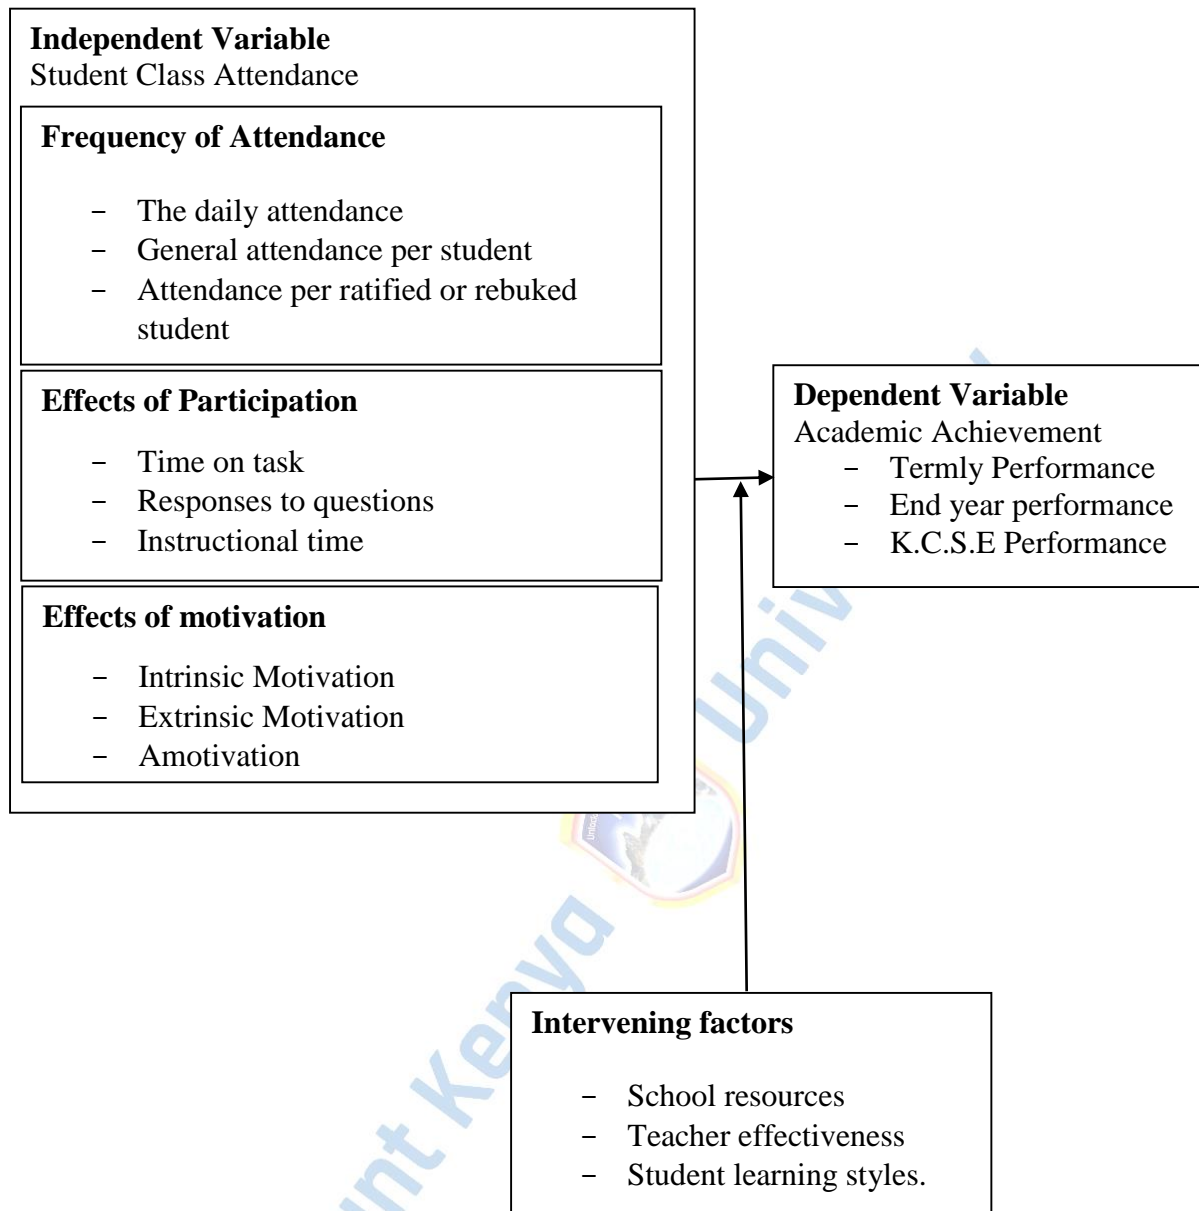 Independent Variable
Student Class Attendance
Frequency of Attendance
- The daily attendance
- General attendance per student
- Attendance per ratified or rebuked
student
Effects of Participation
- Time on task
- Responses to questions
- Instructional time
Effects of motivation
- Intrinsic Motivation
- Extrinsic Motivation
- Amotivation
Dependent Variable
Academic Achievement
- Termly Performance
- End year performance
- K.C.S.E Performance
Intervening factors
- School resources
- Teacher effectiveness
- Student learning styles.
unt Kenya Univ